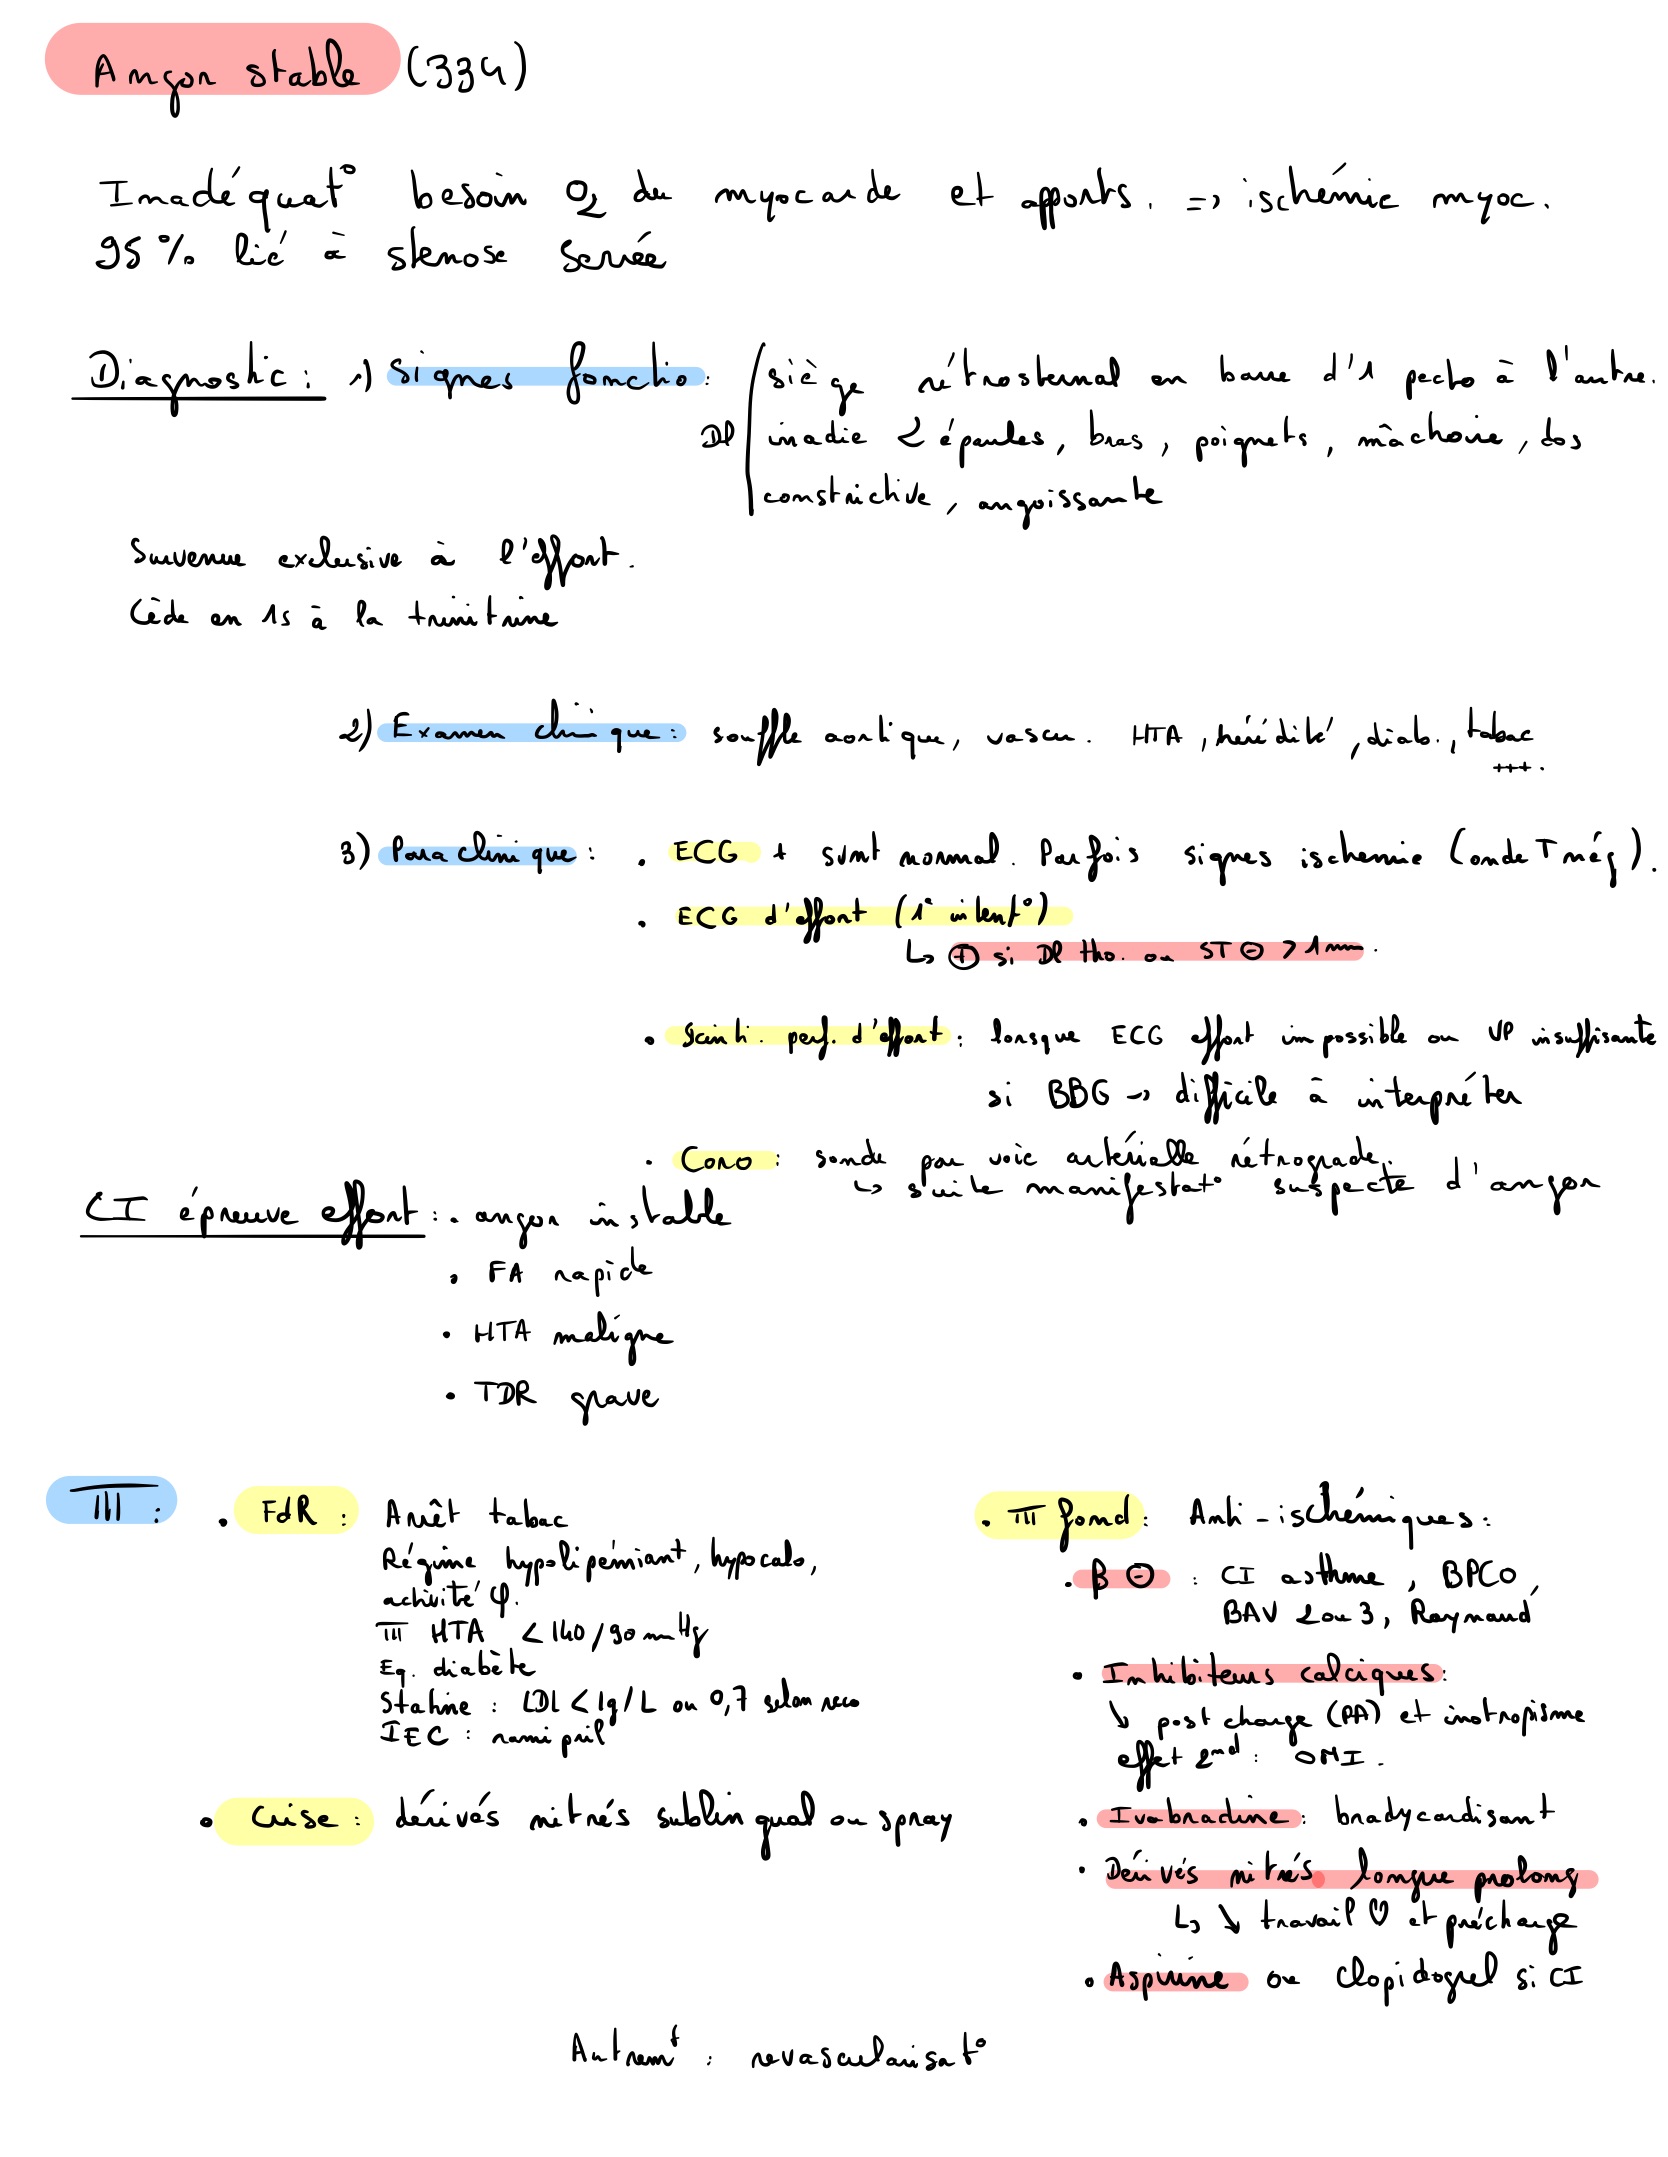 Angor stable (334)
Inadéquat° besoin O2 du myocarde et apports. => ischémie myoc.
95% lié à stenose serrée
Diagnostic : 1) Signes fonctio :
Dl
siège rétrosternal en barre d'1 pecto à l'autre.
irradie 2 épaules, bras, poignets, mâchoire, dos
constrictive, angoissante
Survenue exclusive à l'effort.
Cède en 1s à la trinitrine
2) Examen clinique : souffle aortique, vascu. HTA, hérédité, diab., tabac
+++.
3) Paraclinique : • ECG + svnt normal. Parfois signes ischemie (onde T nég).
• ECG d'effort (1° intent°)
↳ ⊕ si Dl tho. ou ST ⊖ > 1mm.
• Scinti. perf. d'effort : lorsque ECG effort impossible ou VP insuffisante
si BBG → difficile à interpréter
• Coro : sonde par voie artérielle rétrograde.
↳ suite manifestat° suspecte d'angor
CI épreuve effort : • angor instable
• FA rapide
• HTA maligne
• TDR grave
TTT :
• FdR : Arrêt tabac
Régime hypolipémiant, hypocalo,
activité φ.
TTT HTA < 140/90 mmHg
Eq. diabète
Statine : LDL < 1g/L ou 0,7 selon reco
IEC : ramipril
• Crise : dérivés nitrés sublingual ou spray
• TTT fond : Anti-ischémiques :
• β ⊖ : CI asthme, BPCO,
BAV 2 ou 3, Raynaud
• Inhibiteurs calciques :
↘ post charge (PA) et inotropisme
effet 2nd : OMI.
• Ivabradine : bradycardisant
• Dérivés nitrés longue prolong
↳ ↘ travail ♡ et précharge
• Aspirine ou Clopidogrel si CI
Autremt : revascularisat°